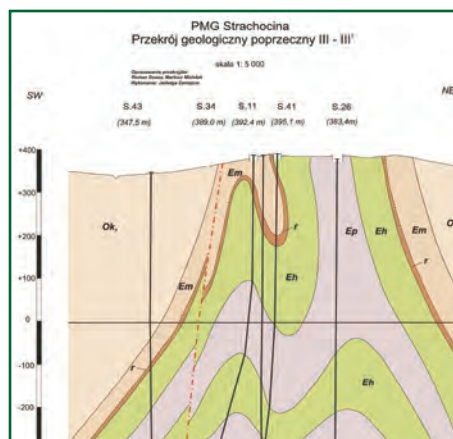 PMG Strachocina
Przekrój geologiczny poprzeczny III - III'
skala 1: 5 000
SW
NE
S.43 S.34 S.11 S.41 S.26
(347,5 m) (389,0 m) (392,4 m) (395,1 m) (383,4m)
+400
+300
+200
+100
0
-100
-200
Em
Ok,
r
Ep
Eh
Em
O
r
Eh
Em
r
Eh